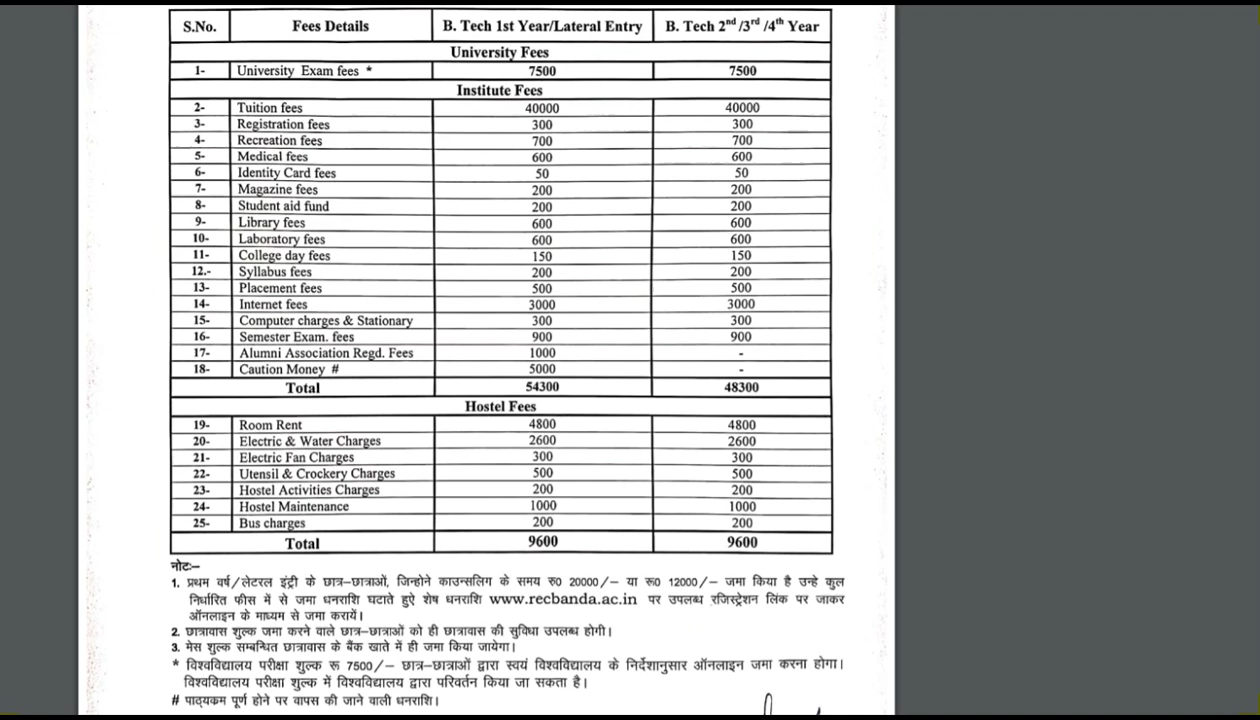 S.No. Fees Details B. Tech 1st Year/Lateral Entry B. Tech 2nd /3rd /4th Year
University Fees
1- University Exam fees * 7500 7500
Institute Fees
2- Tuition fees 40000 40000
3- Registration fees 300 300
4- Recreation fees 700 700
5- Medical fees 600 600
6- Identity Card fees 50 50
7- Magazine fees 200 200
8- Student aid fund 200 200
9- Library fees 600 600
10- Laboratory fees 600 600
11- College day fees 150 150
12.- Syllabus fees 200 200
13- Placement fees 500 500
14- Internet fees 3000 3000
15- Computer charges & Stationary 300 300
16- Semester Exam. fees 900 900
17- Alumni Association Regd. Fees 1000 -
18- Caution Money # 5000 -
Total 54300 48300
Hostel Fees
19- Room Rent 4800 4800
20- Electric & Water Charges 2600 2600
21- Electric Fan Charges 300 300
22- Utensil & Crockery Charges 500 500
23- Hostel Activities Charges 200 200
24- Hostel Maintenance 1000 1000
25- Bus charges 200 200
Total 9600 9600
नोटः–
1. प्रथम वर्ष/लेटरल इंट्री के छात्र–छात्राओं, जिन्होने काउन्सलिग के समय रू0 20000/– या रू0 12000/– जमा किया है उन्हे कुल
निर्धारित फीस में से जमा धनराशि घटाते हुऐ शेष धनराशि www.recbanda.ac.in पर उपलब्ध रजिस्ट्रेशन लिंक पर जाकर
ऑनलाइन के माध्यम से जमा करायें।
2. छात्रावास शुल्क जमा करने वाले छात्र–छात्राओं को ही छात्रावास की सुविधा उपलब्ध होगी।
3. मेस शुल्क सम्बन्धित छात्रावास के बैंक खाते में ही जमा किया जायेगा।
* विश्वविद्यालय परीक्षा शुल्क रू 7500/– छात्र–छात्राओं द्वारा स्वयं विश्वविद्यालय के निर्देशानुसार ऑनलाइन जमा करना होगा।
विश्वविद्यालय परीक्षा शुल्क में विश्वविद्यालय द्वारा परिवर्तन किया जा सकता है।
# पाठ्यकम पूर्ण होने पर वापस की जाने वाली धनराशि।